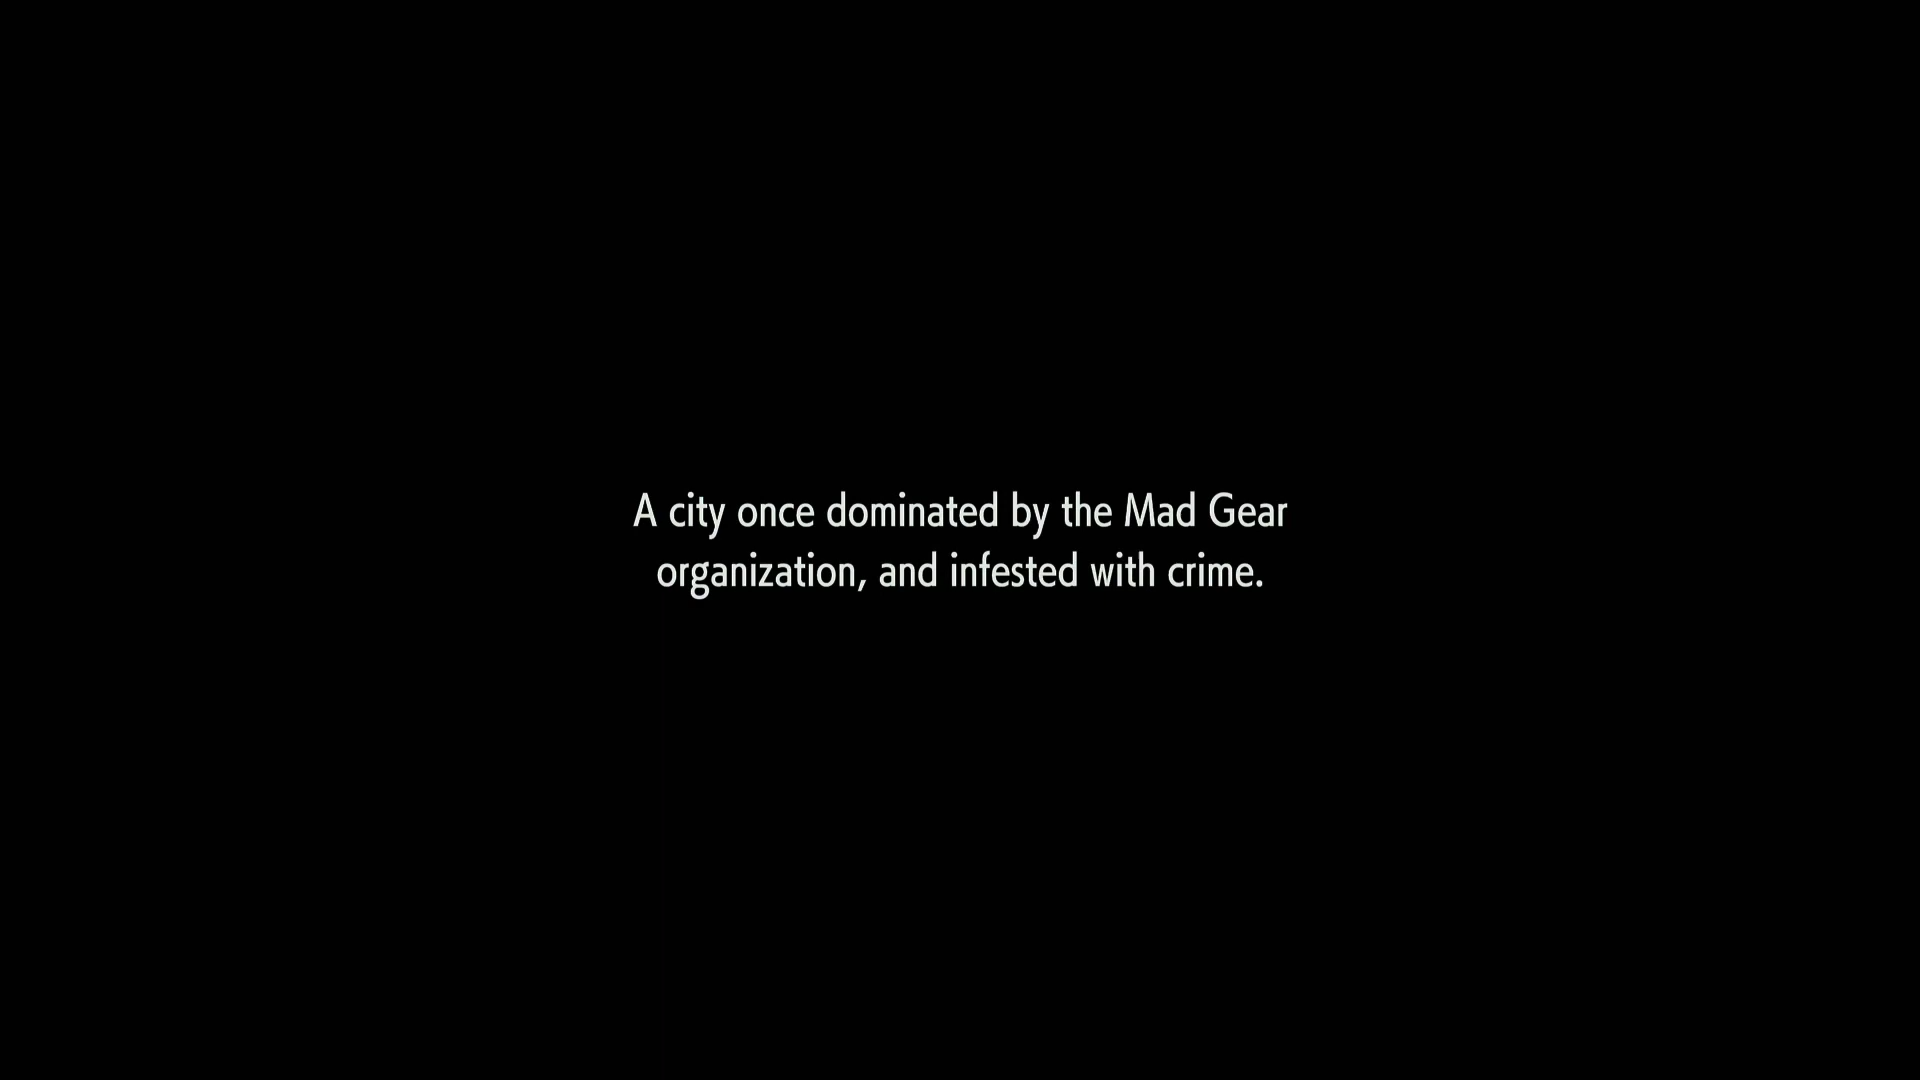 A city once dominated by the Mad Gear
organization, and infested with crime.